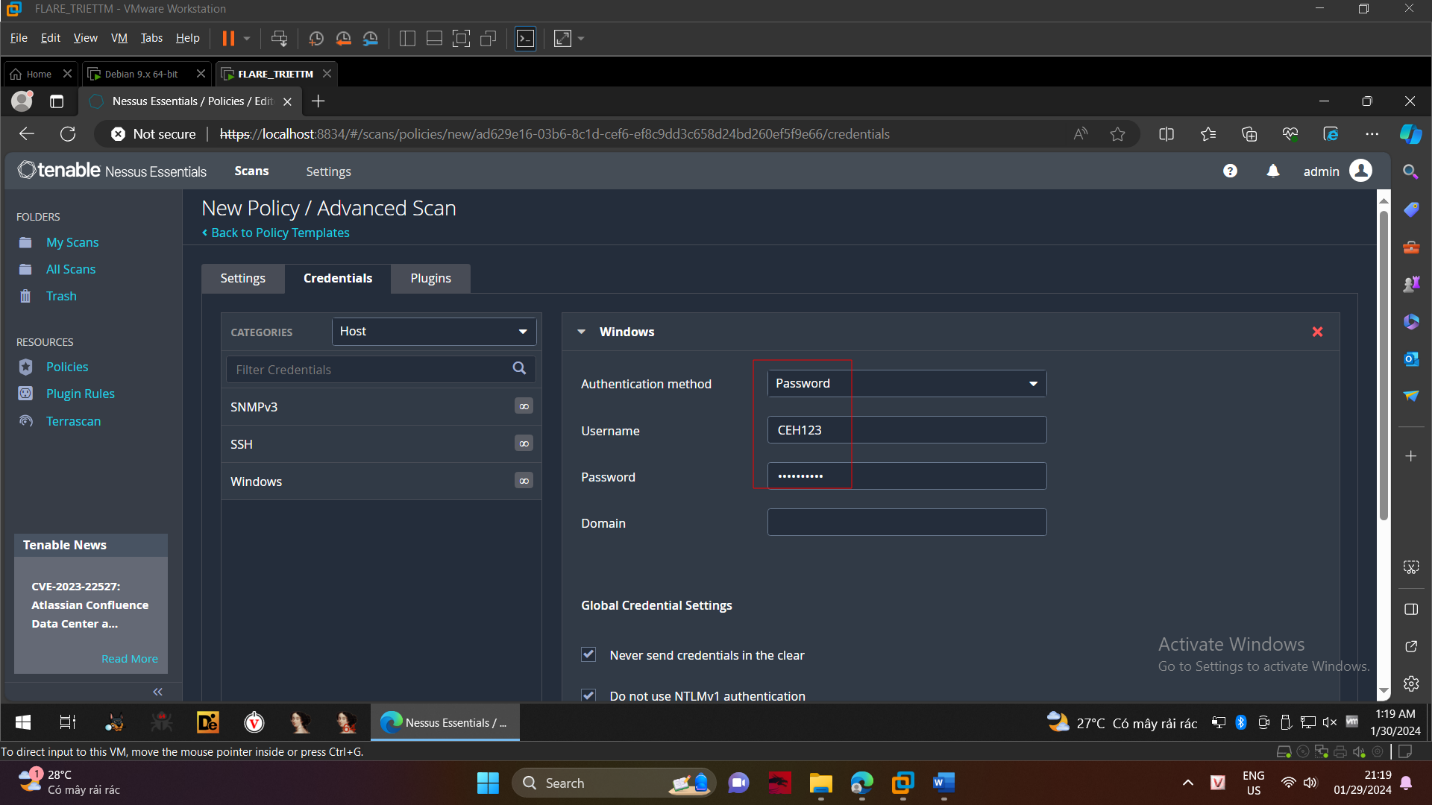 FLARE_TRIETTM - VMware Workstation
File Edit View VM Tabs Help
Home Debian 9.x 64-bit FLARE_TRIETTM
Nessus Essentials / Policies / Edit
Not secure https://localhost:8834/#/scans/policies/new/ad629e16-03b6-8c1d-cef6-ef8c9dd3c658d24bd260ef5f9e66/credentials
tenable Nessus Essentials Scans Settings admin
FOLDERS
My Scans
All Scans
Trash
RESOURCES
Policies
Plugin Rules
Terrascan
Tenable News
CVE-2023-22527:
Atlassian Confluence
Data Center a...
Read More
New Policy / Advanced Scan
Back to Policy Templates
Settings Credentials Plugins
CATEGORIES Host
Filter Credentials
SNMPv3
SSH
Windows
Windows
Authentication method Password
Username CEH123
Password ••••••••••
Domain
Global Credential Settings
Never send credentials in the clear
Do not use NTLMv1 authentication
Activate Windows
Go to Settings to activate Windows.
Nessus Essentials / ...
27°C Có mây rải rác
1:19 AM
1/30/2024
To direct input to this VM, move the mouse pointer inside or press Ctrl+G.
1
28°C
Có mây rải rác
Search
ENG
US
21:19
01/29/2024